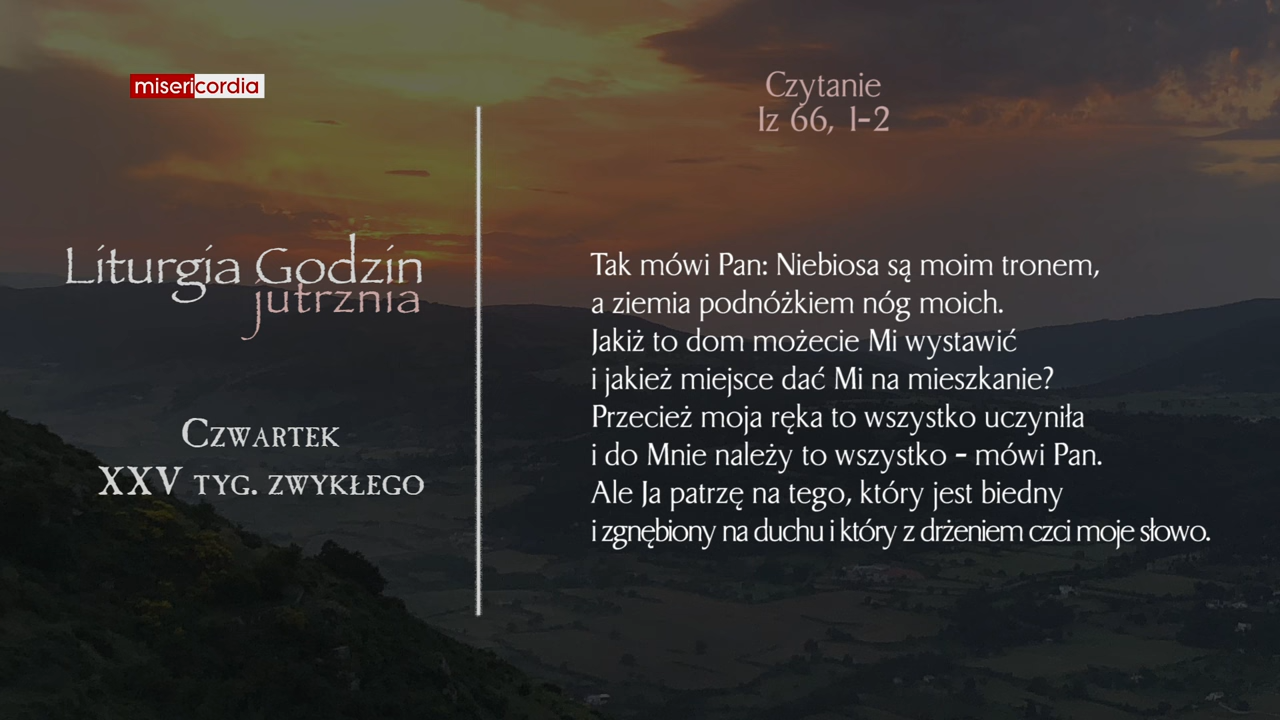 misericordia
Liturgia Godzin
jutrznia
Czwartek
XXV tyg. zwykłego
Czytanie
Iz 66, 1-2
Tak mówi Pan: Niebiosa są moim tronem,
a ziemia podnóżkiem nóg moich.
Jakiż to dom możecie Mi wystawić
i jakież miejsce dać Mi na mieszkanie?
Przecież moja ręka to wszystko uczyniła
i do Mnie należy to wszystko - mówi Pan.
Ale Ja patrzę na tego, który jest biedny
i zgnębiony na duchu i który z drżeniem czci moje słowo.